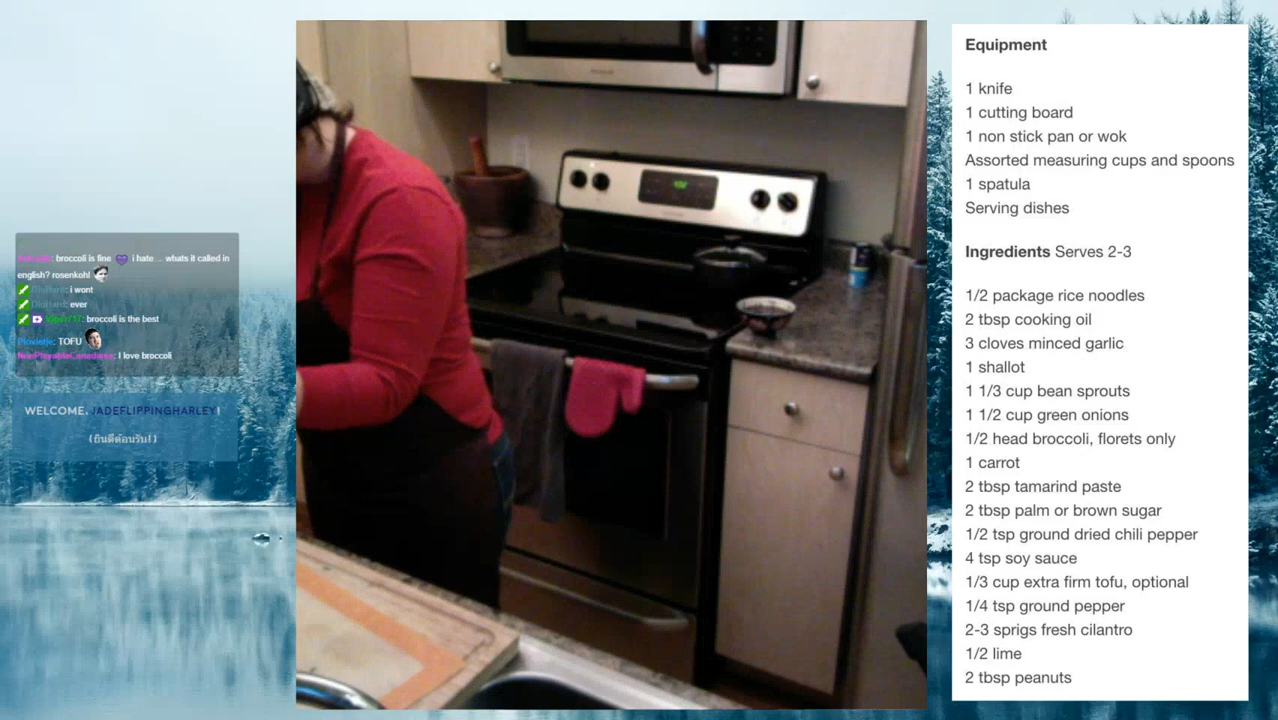 broccoli is fine i hate ... whats it called in
english? rosenkohl
DioHard: i wont
DioHard: ever
: broccoli is the best
Ploxietje: TOFU
: I love broccoli
WELCOME, JADEFLIPPINGHARLEY!
(ยินดีต้อนรับ!)
Equipment
1 knife
1 cutting board
1 non stick pan or wok
Assorted measuring cups and spoons
1 spatula
Serving dishes
Ingredients Serves 2-3
1/2 package rice noodles
2 tbsp cooking oil
3 cloves minced garlic
1 shallot
1 1/3 cup bean sprouts
1 1/2 cup green onions
1/2 head broccoli, florets only
1 carrot
2 tbsp tamarind paste
2 tbsp palm or brown sugar
1/2 tsp ground dried chili pepper
4 tsp soy sauce
1/3 cup extra firm tofu, optional
1/4 tsp ground pepper
2-3 sprigs fresh cilantro
1/2 lime
2 tbsp peanuts